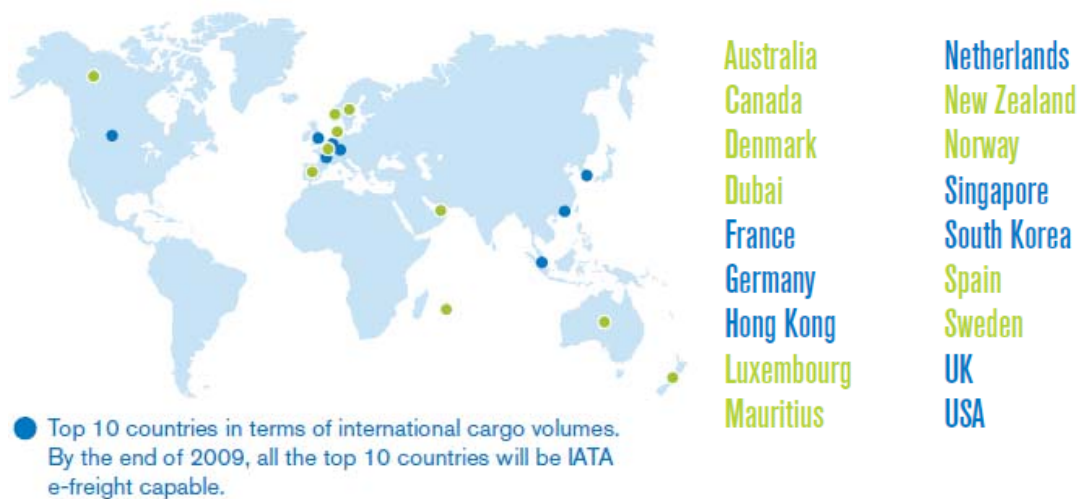 Australia
Canada
Denmark
Dubai
France
Germany
Hong Kong
Luxembourg
Mauritius
Netherlands
New Zealand
Norway
Singapore
South Korea
Spain
Sweden
UK
USA
Top 10 countries in terms of international cargo volumes.
By the end of 2009, all the top 10 countries will be IATA
e-freight capable.